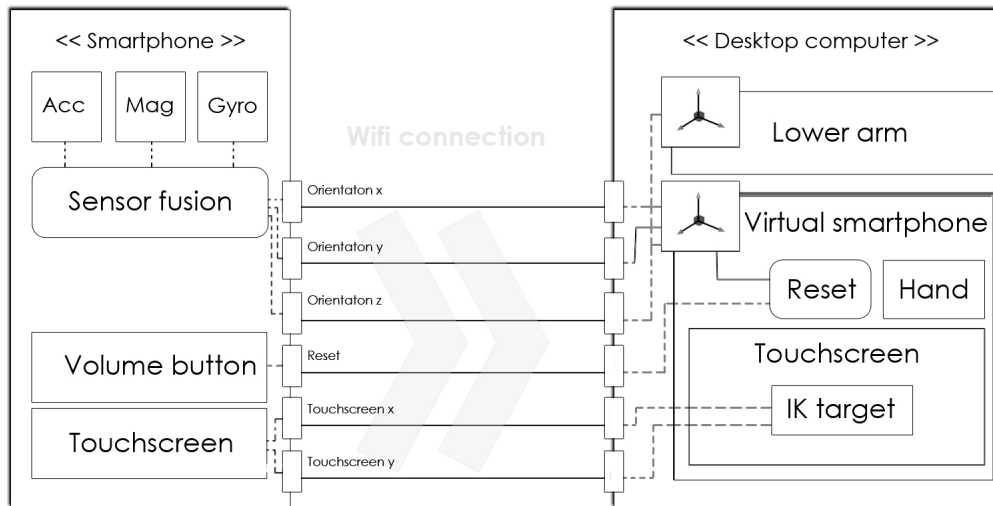 << Smartphone >>
Acc
Mag
Gyro
Sensor fusion
Volume button
Touchscreen
Wifi connection
Orientaton x
Orientaton y
Orientaton z
Reset
Touchscreen x
Touchscreen y
<< Desktop computer >>
Lower arm
Virtual smartphone
Reset
Hand
Touchscreen
IK target